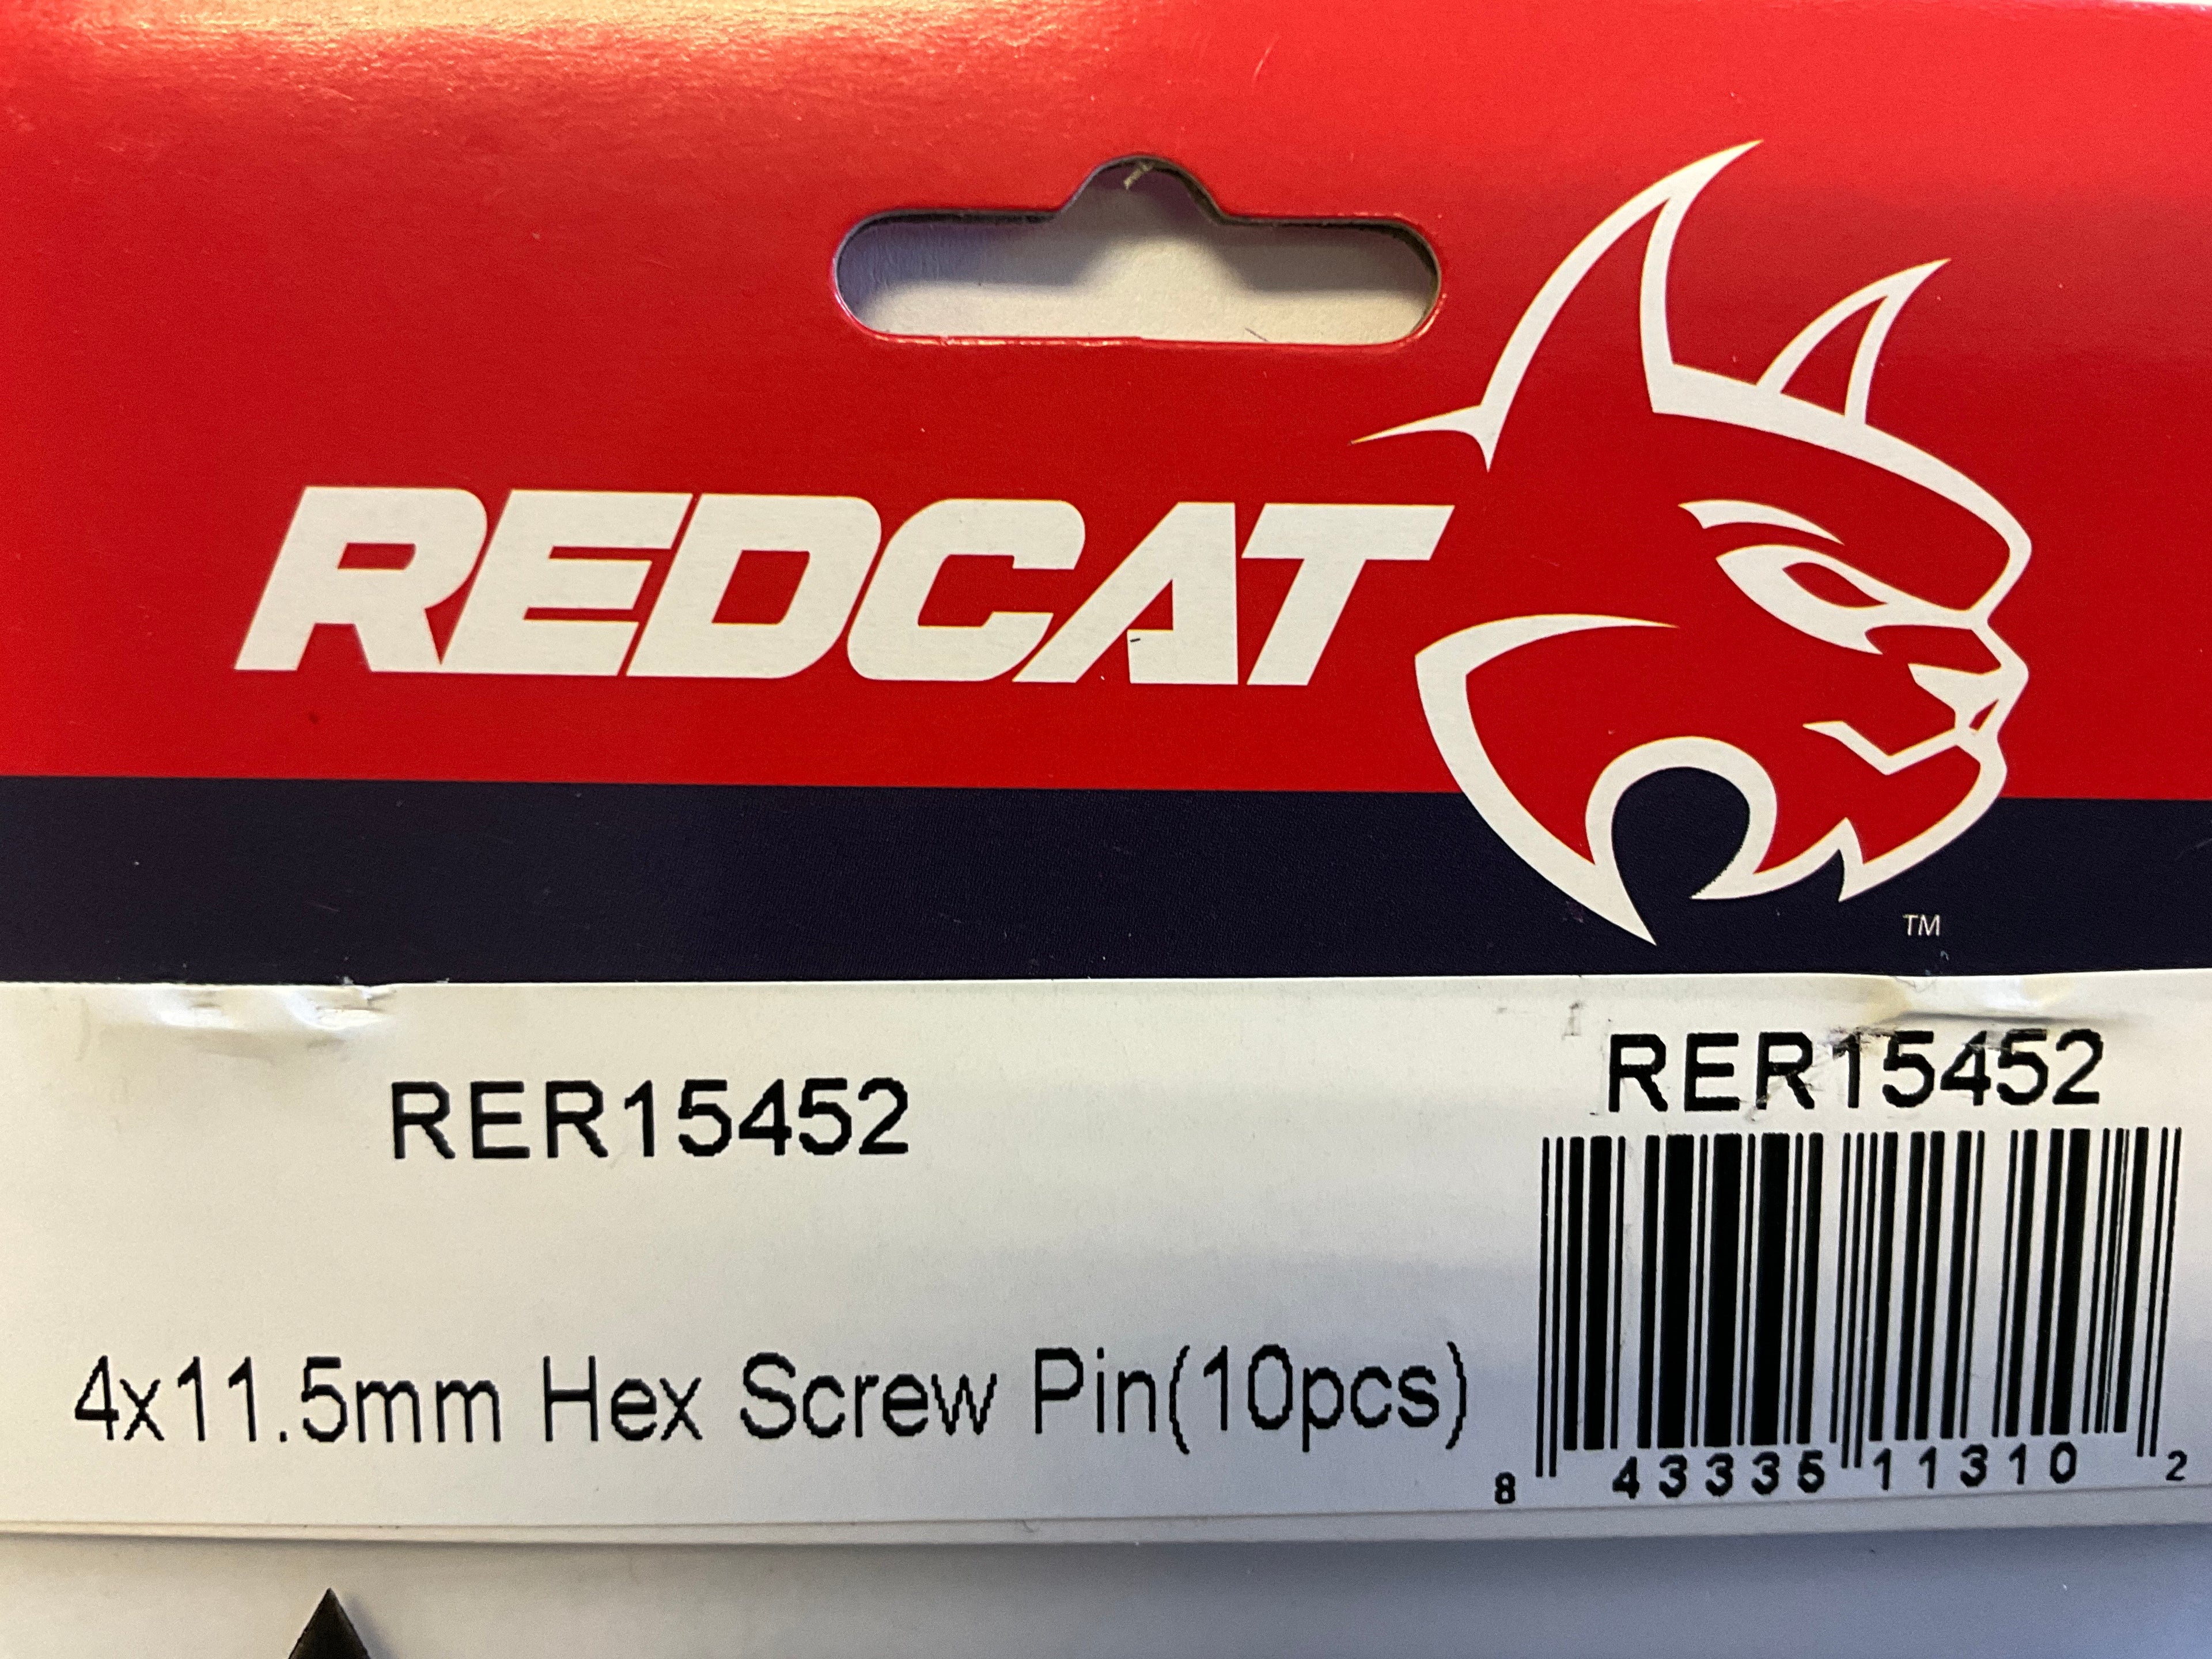 REDCAT
TM
RER15452
RER15452
4x11.5mm Hex Screw Pin(10pcs)
8 43335 11310 2